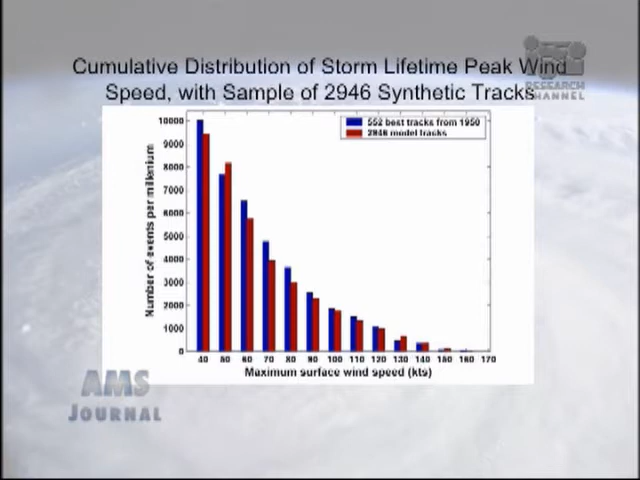 Cumulative Distribution of Storm Lifetime Peak Wind
Speed, with Sample of 2946 Synthetic Tracks
RESEARCH
CHANNEL
552 best tracks from 1950
2946 model tracks
Number of events per millenium
10000
9000
8000
7000
6000
5000
4000
3000
2000
1000
0
40 50 60 70 80 90 100 110 120 130 140 150 160 170
Maximum surface wind speed (kts)
AMS
JOURNAL